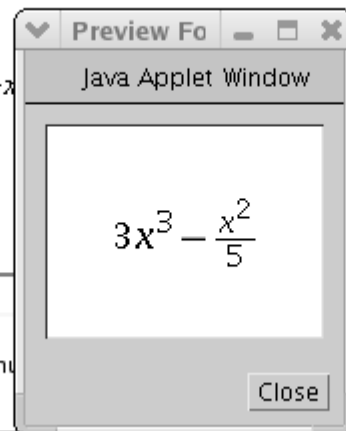 Preview Fo
Java Applet Window
x
3x³ − x²/5
Close